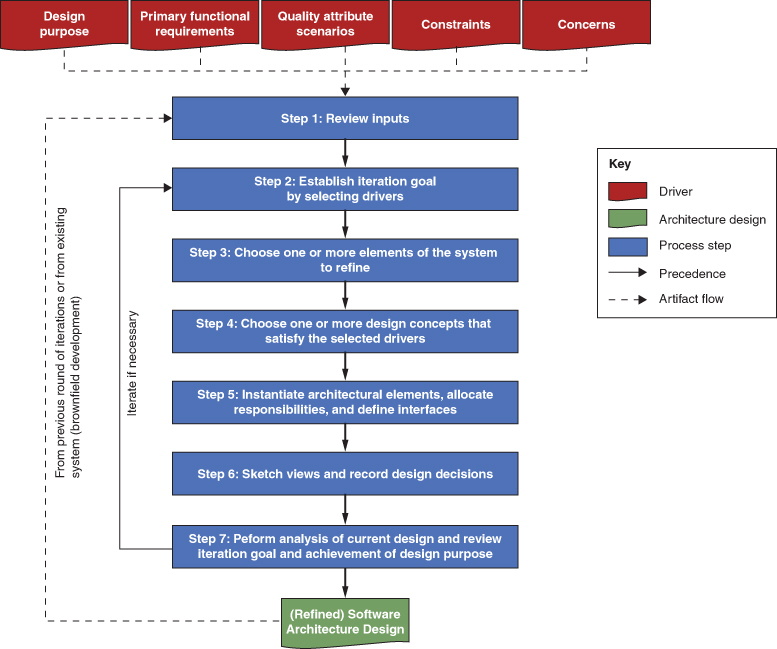 Design
purpose
Primary functional
requirements
Quality attribute
scenarios
Constraints
Concerns
Step 1: Review inputs
Step 2: Establish iteration goal
by selecting drivers
Step 3: Choose one or more elements of the system
to refine
Step 4: Choose one or more design concepts that
satisfy the selected drivers
Step 5: Instantiate architectural elements, allocate
responsibilities, and define interfaces
Step 6: Sketch views and record design decisions
Step 7: Peform analysis of current design and review
iteration goal and achievement of design purpose
(Refined) Software
Architecture Design
From previous round of iterations or from existing
system (brownfield development)
Iterate if necessary
Key
Driver
Architecture design
Process step
Precedence
Artifact flow